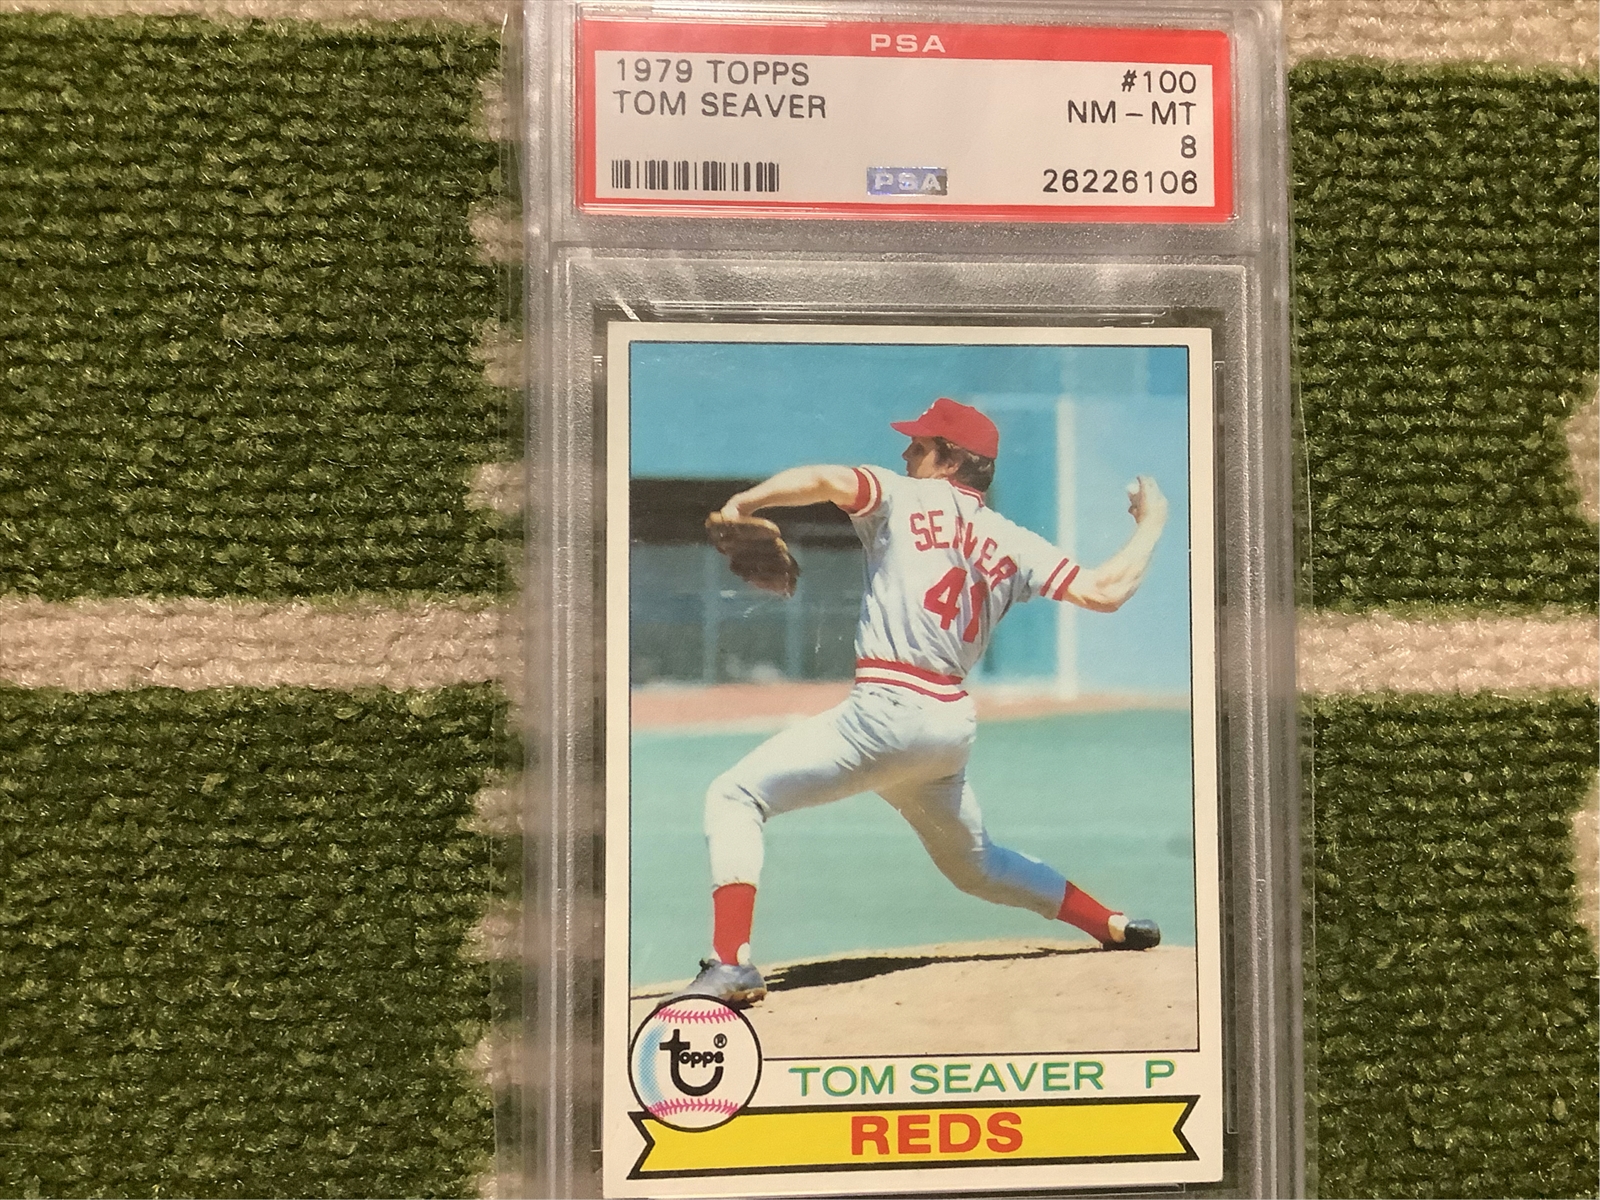 PSA
1979 TOPPS #100
TOM SEAVER NM-MT
8
PSA 26226106
SEAVER
41
Topps®
TOM SEAVER P
REDS